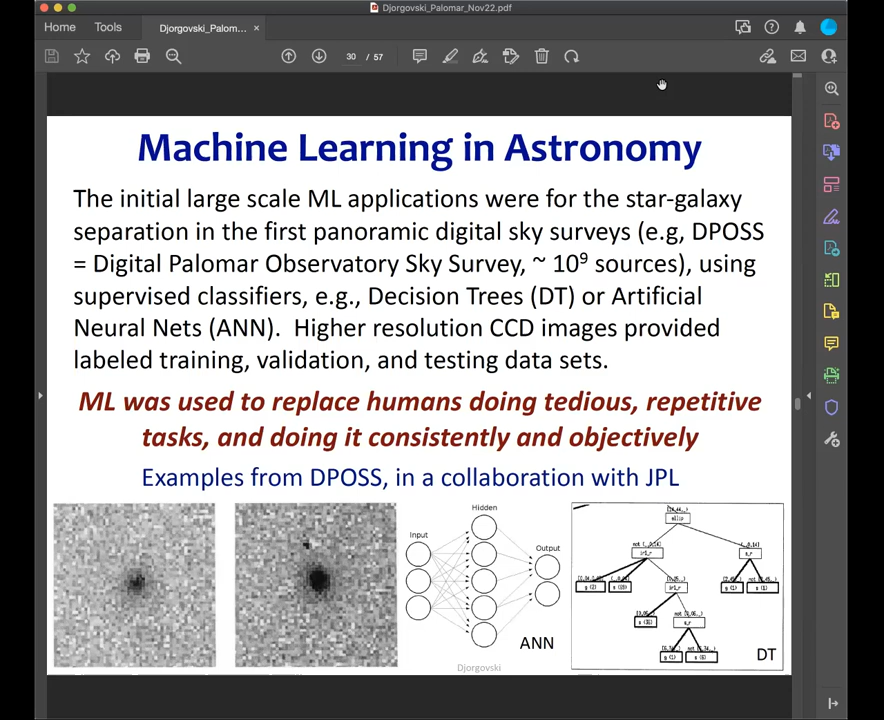 Djorgovski_Palomar_Nov22.pdf
Home Tools Djorgovski_Palom... ×
30 / 57
Machine Learning in Astronomy
The initial large scale ML applications were for the star-galaxy
separation in the first panoramic digital sky surveys (e.g, DPOSS
= Digital Palomar Observatory Sky Survey, ~ 10⁹ sources), using
supervised classifiers, e.g., Decision Trees (DT) or Artificial
Neural Nets (ANN). Higher resolution CCD images provided
labeled training, validation, and testing data sets.
ML was used to replace humans doing tedious, repetitive
tasks, and doing it consistently and objectively
Examples from DPOSS, in a collaboration with JPL
Hidden
Input
Output
ANN
DT
Djorgovski